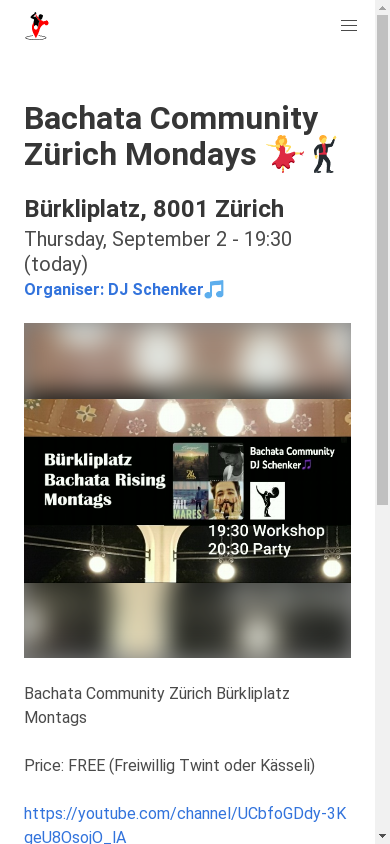 Bachata Community
Zürich Mondays 💃🕺
Bürkliplatz, 8001 Zürich
Thursday, September 2 - 19:30
(today)
Organiser: DJ Schenker🎵
Bürkliplatz
Bachata Rising
Montags
Bachata Community
DJ Schenker🎵
19:30 Workshop
20:30 Party
Bachata Community Zürich Bürkliplatz
Montags
Price: FREE (Freiwillig Twint oder Kässeli)
https://youtube.com/channel/UCbfoGDdy-3K
geU8OsojO_lA